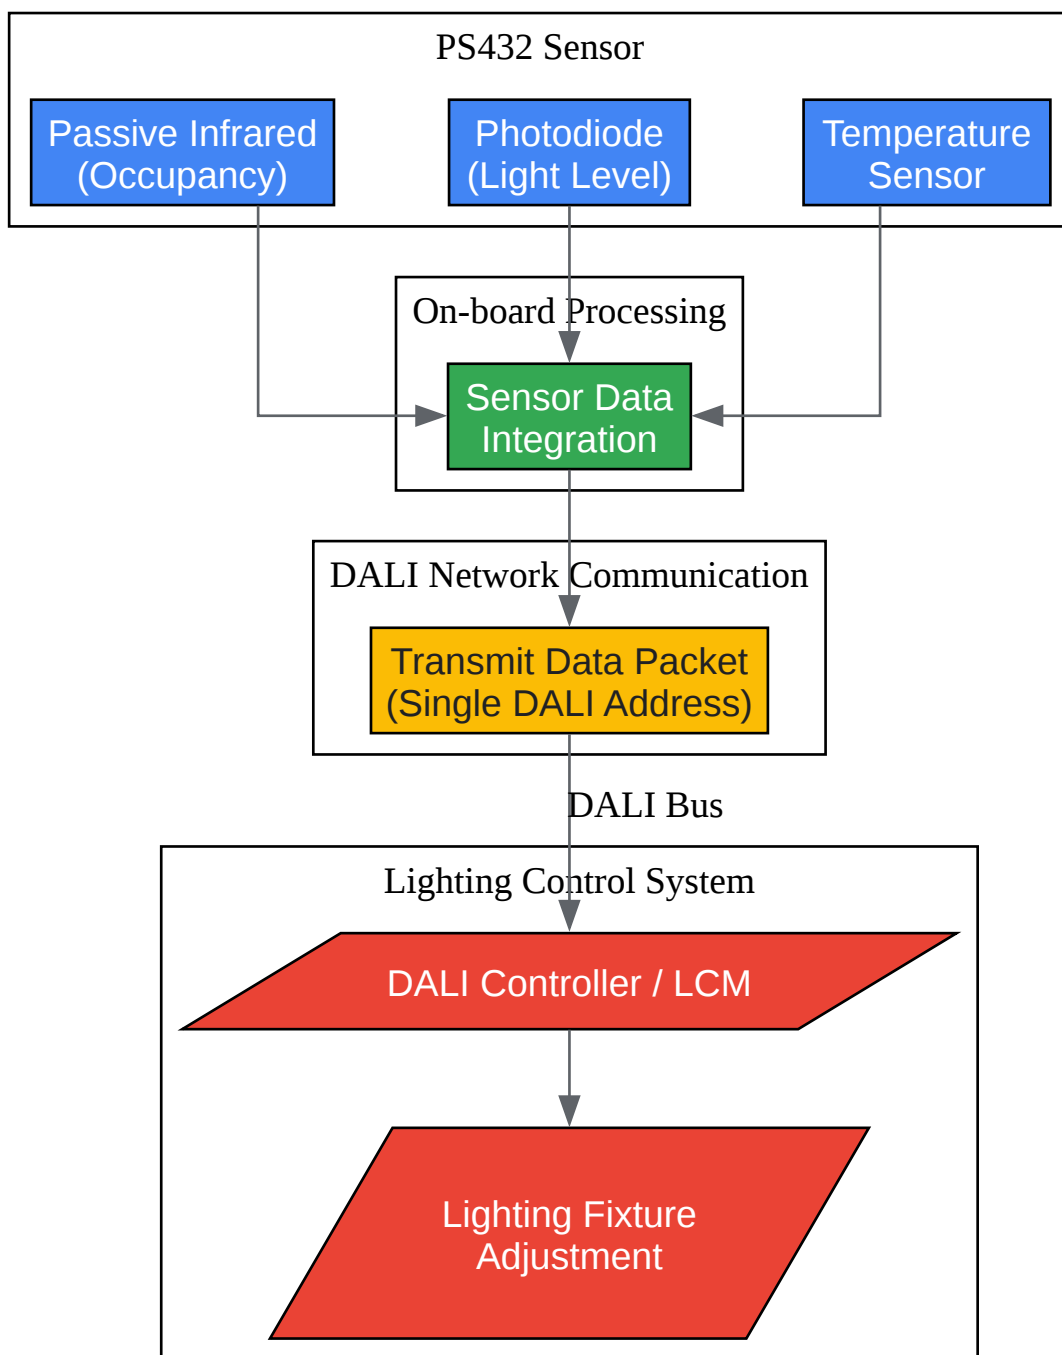 PS432 Sensor
Passive Infrared
(Occupancy)
Photodiode
(Light Level)
Temperature
Sensor
On-board Processing
Sensor Data
Integration
DALI Network Communication
Transmit Data Packet
(Single DALI Address)
DALI Bus
Lighting Control System
DALI Controller / LCM
Lighting Fixture
Adjustment